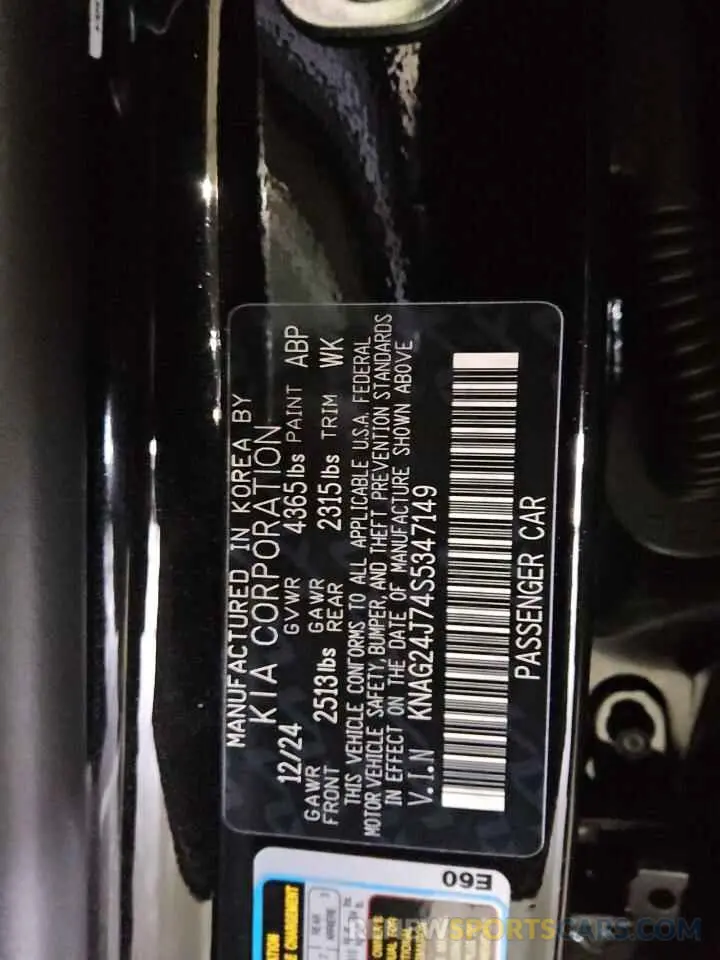 MANUFACTURED IN KOREA BY
KIA CORPORATION
12/24 GVWR 4365lbs PAINT ABP
GAWR FRONT 2513lbs GAWR REAR 2315lbs TRIM WK
THIS VEHICLE CONFORMS TO ALL APPLICABLE U.S.A. FEDERAL
MOTOR VEHICLE SAFETY, BUMPER, AND THEFT PREVENTION STANDARDS
IN EFFECT ON THE DATE OF MANUFACTURE SHOWN ABOVE
V.I.N KNAG24J74S5347149
PASSENGER CAR
E60
RENEWSPORTSCARS.COM